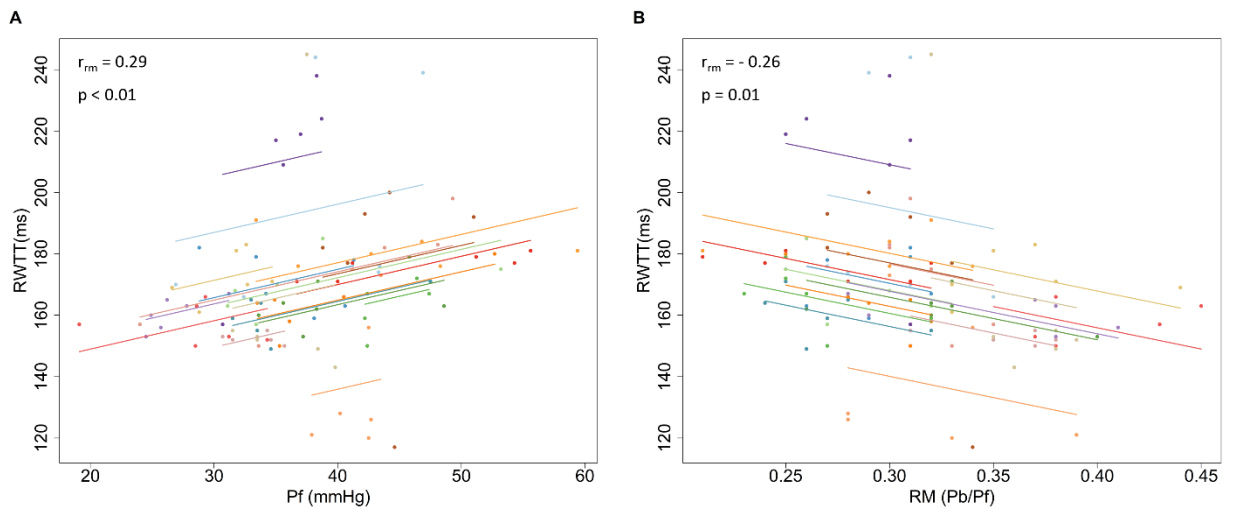 A
r_rm = 0.29
p < 0.01
RWTT(ms)
240
220
200
180
160
140
120
20 30 40 50 60
Pf (mmHg)
B
r_rm = - 0.26
p = 0.01
RWTT(ms)
240
220
200
180
160
140
120
0.25 0.30 0.35 0.40 0.45
RM (Pb/Pf)